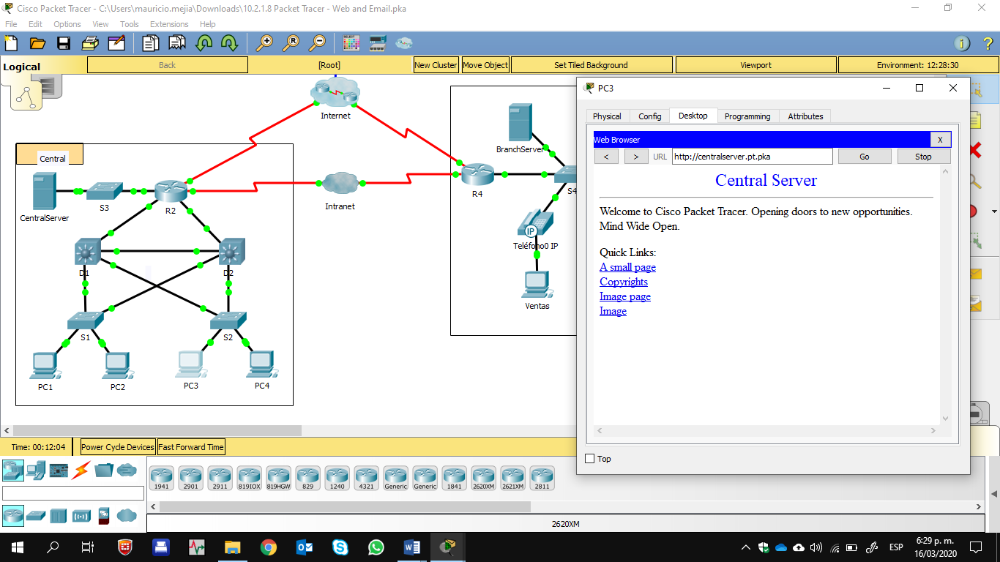 Cisco Packet Tracer - C:\Users\mauricio.mejia\Downloads\10.2.1.8 Packet Tracer - Web and Email.pka
File Edit Options View Tools Extensions Help
Logical Back [Root] New Cluster Move Object Set Tiled Background Viewport Environment: 12:28:30
Internet
Central
CentralServer
S3
R2
Intranet
D1
D2
S1
S2
PC1
PC2
PC3
PC4
BranchServer
R4
S4
Teléfono0 IP
IP
Ventas
PC3
Physical Config Desktop Programming Attributes
Web Browser X
< > URL http://centralserver.pt.pka Go Stop
Central Server
Welcome to Cisco Packet Tracer. Opening doors to new opportunities.
Mind Wide Open.
Quick Links:
A small page
Copyrights
Image page
Image
Top
Time: 00:12:04 Power Cycle Devices Fast Forward Time
1941 2901 2911 819IOX 819HGW 829 1240 4321 Generic Generic 1841 2620XM 2621XM 2811
2620XM
ESP
6:29 p. m.
16/03/2020